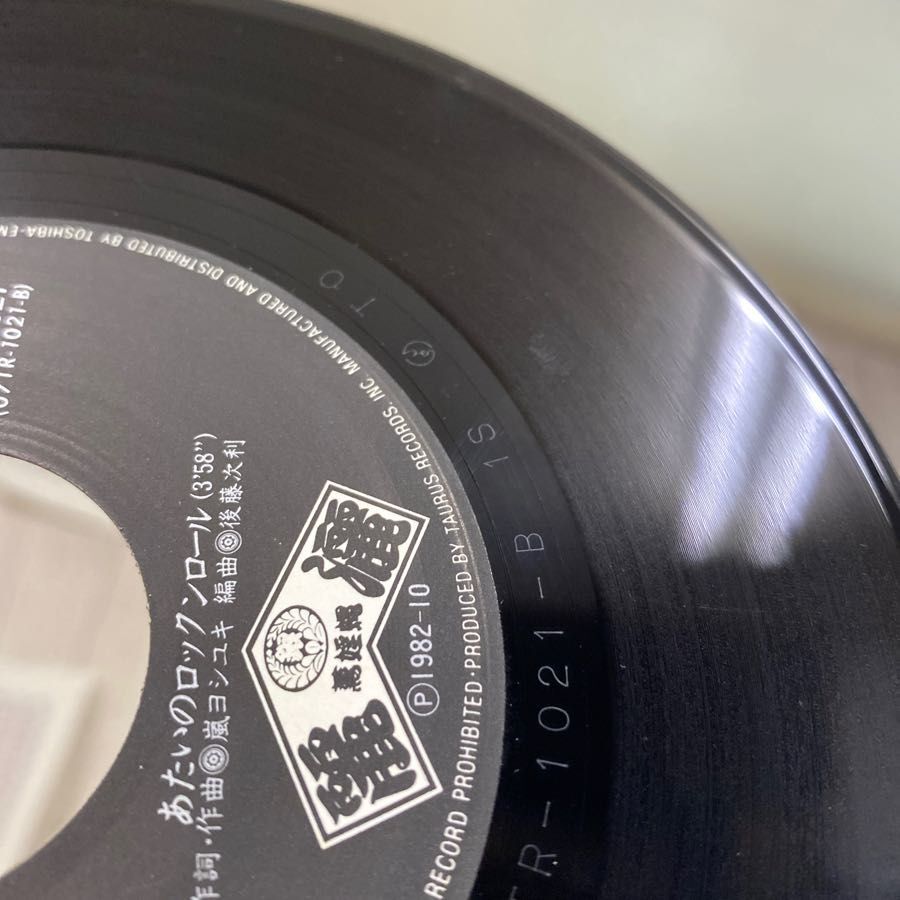 (07TR-1021-B)
あたいのロックンロール (3'58")
作詞・作曲◎嵐ヨシユキ 編曲◎後藤次利
Ⓟ1982-10
RECORD PROHIBITED·PRODUCED BY TAURUS RECORDS, INC. MANUFACTURED AND DISTRIBUTED BY TOSHIBA-EM
TR-1021-B 1S
TO